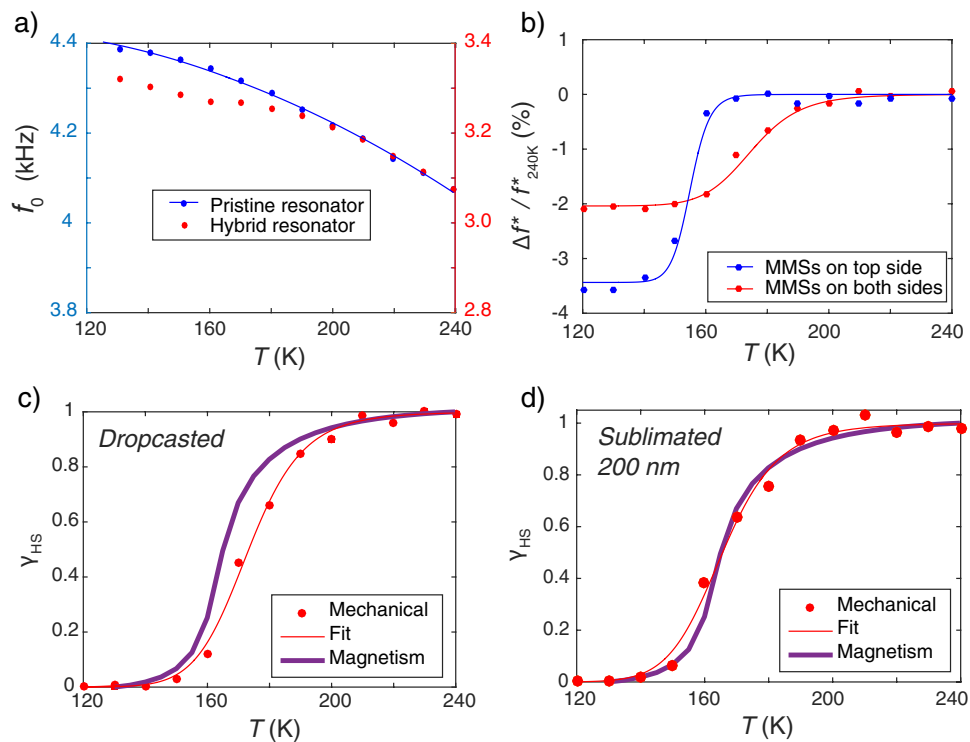 a)
4.4
4.2
4
3.8
f0 (kHz)
3.4
3.2
3.0
2.8
Pristine resonator
Hybrid resonator
120 160 200 240
T (K)
b)
1
0
-1
-2
-3
-4
Δf* / f*240K (%)
MMSs on top side
MMSs on both sides
120 160 200 240
T (K)
c)
Dropcasted
1
0.8
0.6
0.4
0.2
0
γHS
Mechanical
Fit
Magnetism
120 160 200 240
T (K)
d)
Sublimated
200 nm
1
0.8
0.6
0.4
0.2
0
γHS
Mechanical
Fit
Magnetism
120 160 200 240
T (K)